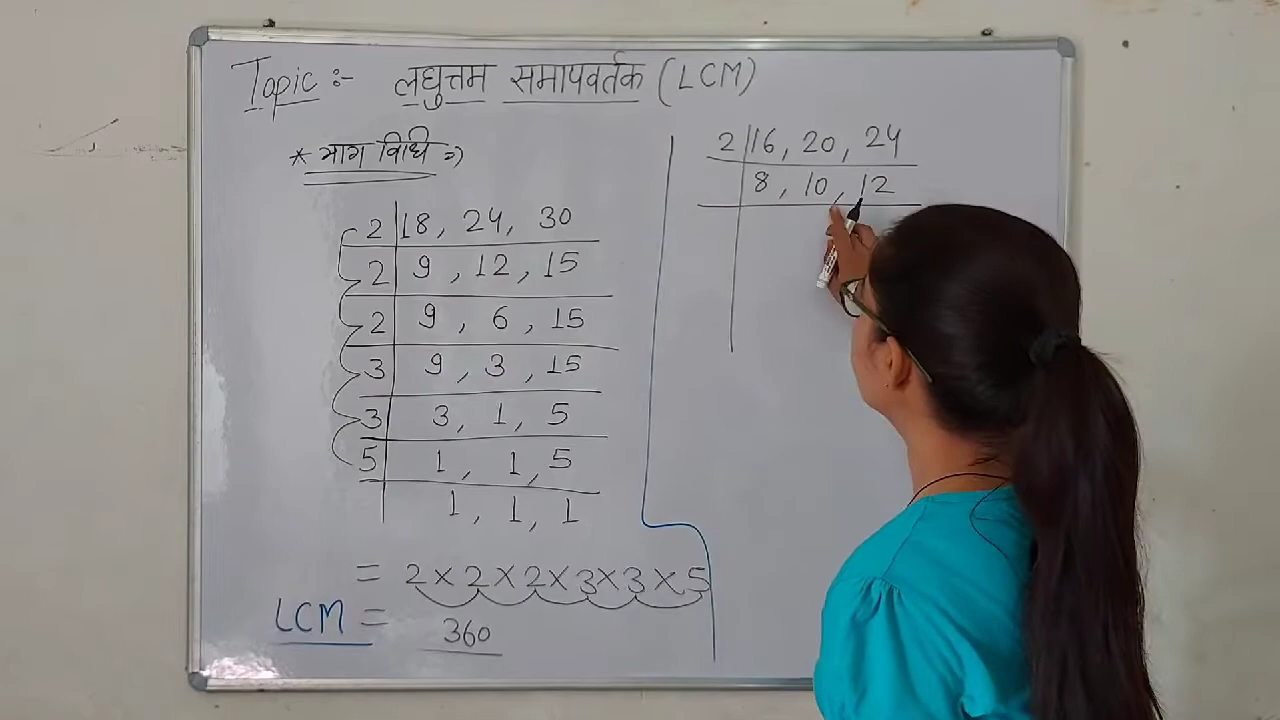 Topic :- लघुत्तम समापवर्तक (LCM)
* भाग विधि =>
2 | 18, 24, 30
2 | 9, 12, 15
2 | 9, 6, 15
3 | 9, 3, 15
3 | 3, 1, 5
5 | 1, 1, 5
1, 1, 1
= 2×2×2×3×3×5
LCM = 360
2 | 16, 20, 24
8, 10, 12